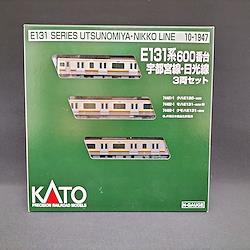 E131 SERIES UTSUNOMIYA-NIKKO LINE 10-1947
E131系600番台
宇都宮線・日光線
3両セット
KATO
PRECISION RAILROAD MODELS
N-GAUGE